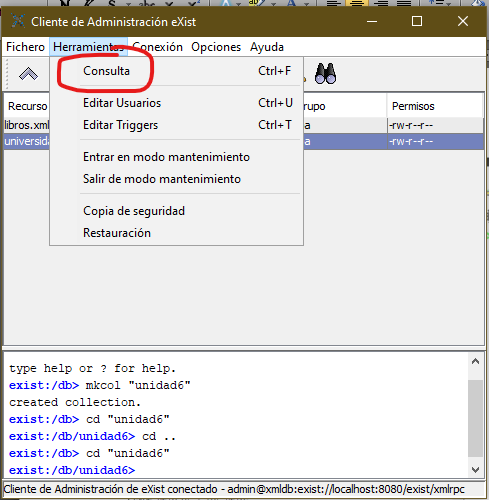 Cliente de Administración eXist
Fichero Herramientas Conexión Opciones Ayuda
Consulta Ctrl+F
Editar Usuarios Ctrl+U
Editar Triggers Ctrl+T
Entrar en modo mantenimiento
Salir de modo mantenimiento
Copia de seguridad
Restauración
Recurso rupo Permisos
libros.xml a -rw-r--r--
universida a -rw-r--r--
type help or ? for help.
exist:/db> mkcol "unidad6"
created collection.
exist:/db> cd "unidad6"
exist:/db/unidad6> cd ..
exist:/db> cd "unidad6"
exist:/db/unidad6>
Cliente de Administración de eXist conectado - admin@xmldb:exist://localhost:8080/exist/xmlrpc